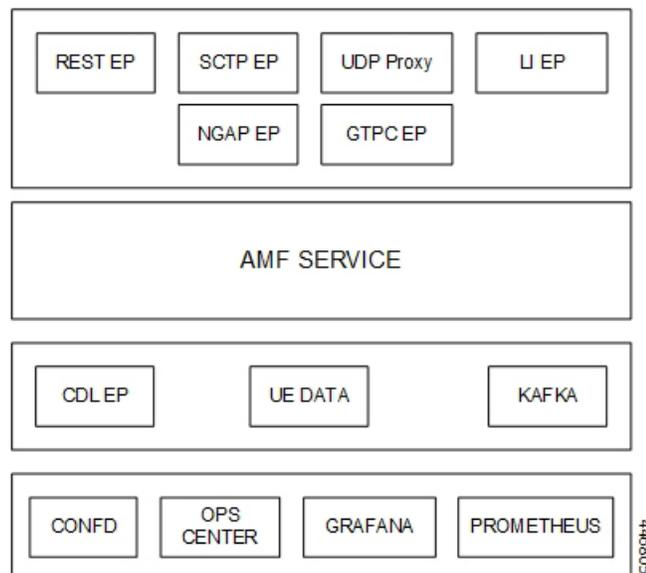 REST EP
SCTP EP
UDP Proxy
LI EP
NGAP EP
GTPC EP
AMF SERVICE
CDL EP
UE DATA
KAFKA
CONFD
OPS
CENTER
GRAFANA
PROMETHEUS
446805